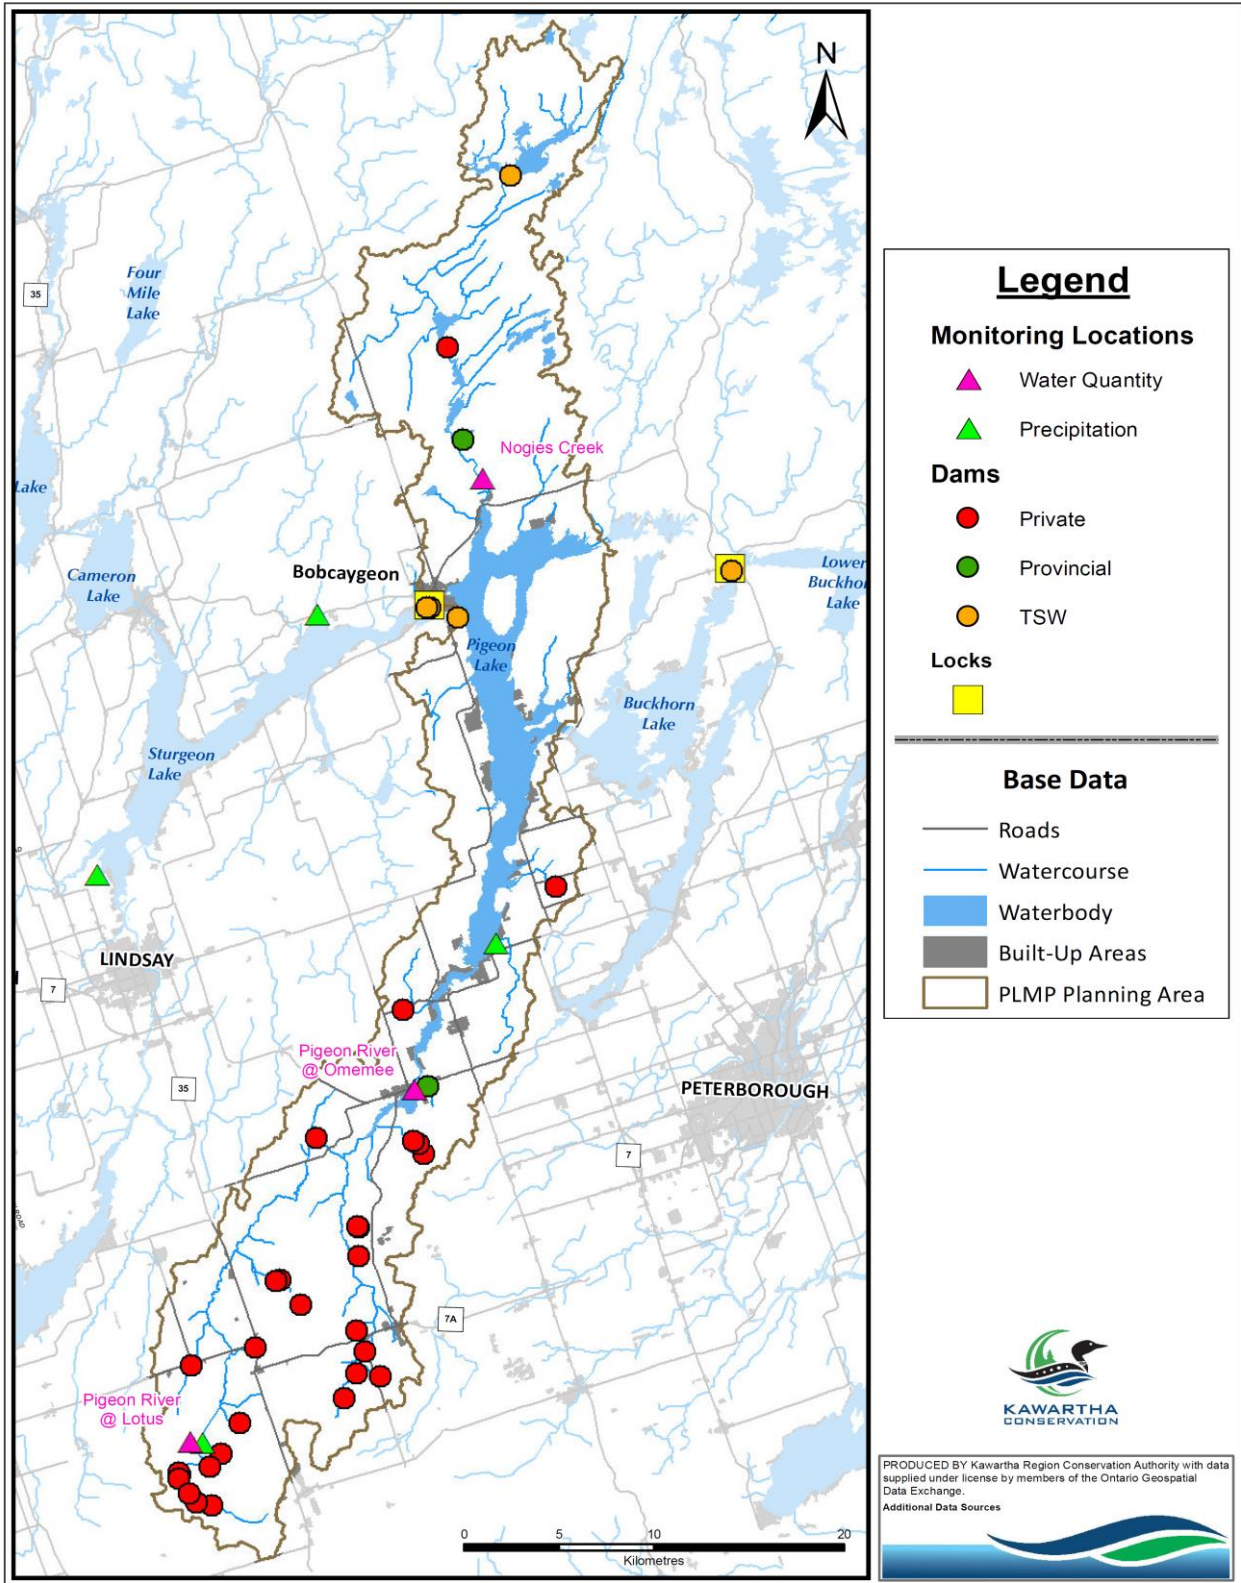 N
Four
Mile
Lake
35
Lake
Nogies Creek
Cameron
Lake
Bobcaygeon
Lower
Buckhorn
Lake
Pigeon
Lake
Buckhorn
Lake
Sturgeon
Lake
LINDSAY
7
Pigeon River
@ Omemee
35
PETERBOROUGH
7
7A
Pigeon River
@ Lotus
0
5
10
20
Kilometres
Legend
Monitoring Locations
Water Quantity
Precipitation
Dams
Private
Provincial
TSW
Locks
Base Data
Roads
Watercourse
Waterbody
Built-Up Areas
PLMP Planning Area
KAWARTHA
CONSERVATION
PRODUCED BY Kawartha Region Conservation Authority with data
supplied under license by members of the Ontario Geospatial
Data Exchange.
Additional Data Sources